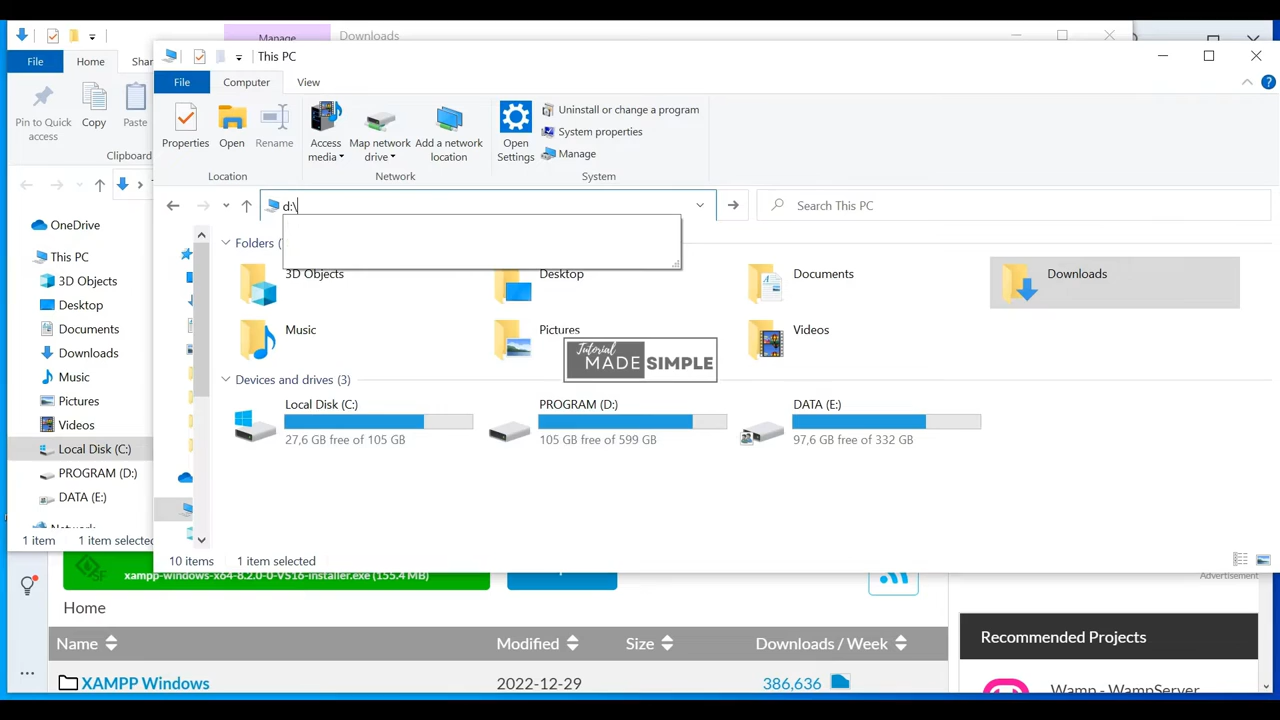 Manage
Downloads
This PC
File
Home
Shar
File
Computer
View
Pin to Quick
access
Copy
Paste
Clipboard
Properties
Open
Rename
Access
media
Map network
drive
Add a network
location
Open
Settings
Uninstall or change a program
System properties
Manage
Location
Network
System
d:\
Search This PC
OneDrive
This PC
3D Objects
Desktop
Documents
Downloads
Music
Pictures
Videos
Local Disk (C:)
PROGRAM (D:)
DATA (E:)
Network
1 item
1 item selected
Folders (
3D Objects
Desktop
Documents
Downloads
Music
Pictures
Videos
Tutorial
MADE SIMPLE
Devices and drives (3)
Local Disk (C:)
27,6 GB free of 105 GB
PROGRAM (D:)
105 GB free of 599 GB
DATA (E:)
97,6 GB free of 332 GB
10 items
1 item selected
xampp-windows-x64-8.2.0-0-VS16-installer.exe (155.4 MB)
Advertisement
Home
Name
Modified
Size
Downloads / Week
Recommended Projects
XAMPP Windows
2022-12-29
386,636
Wamp - WampServer